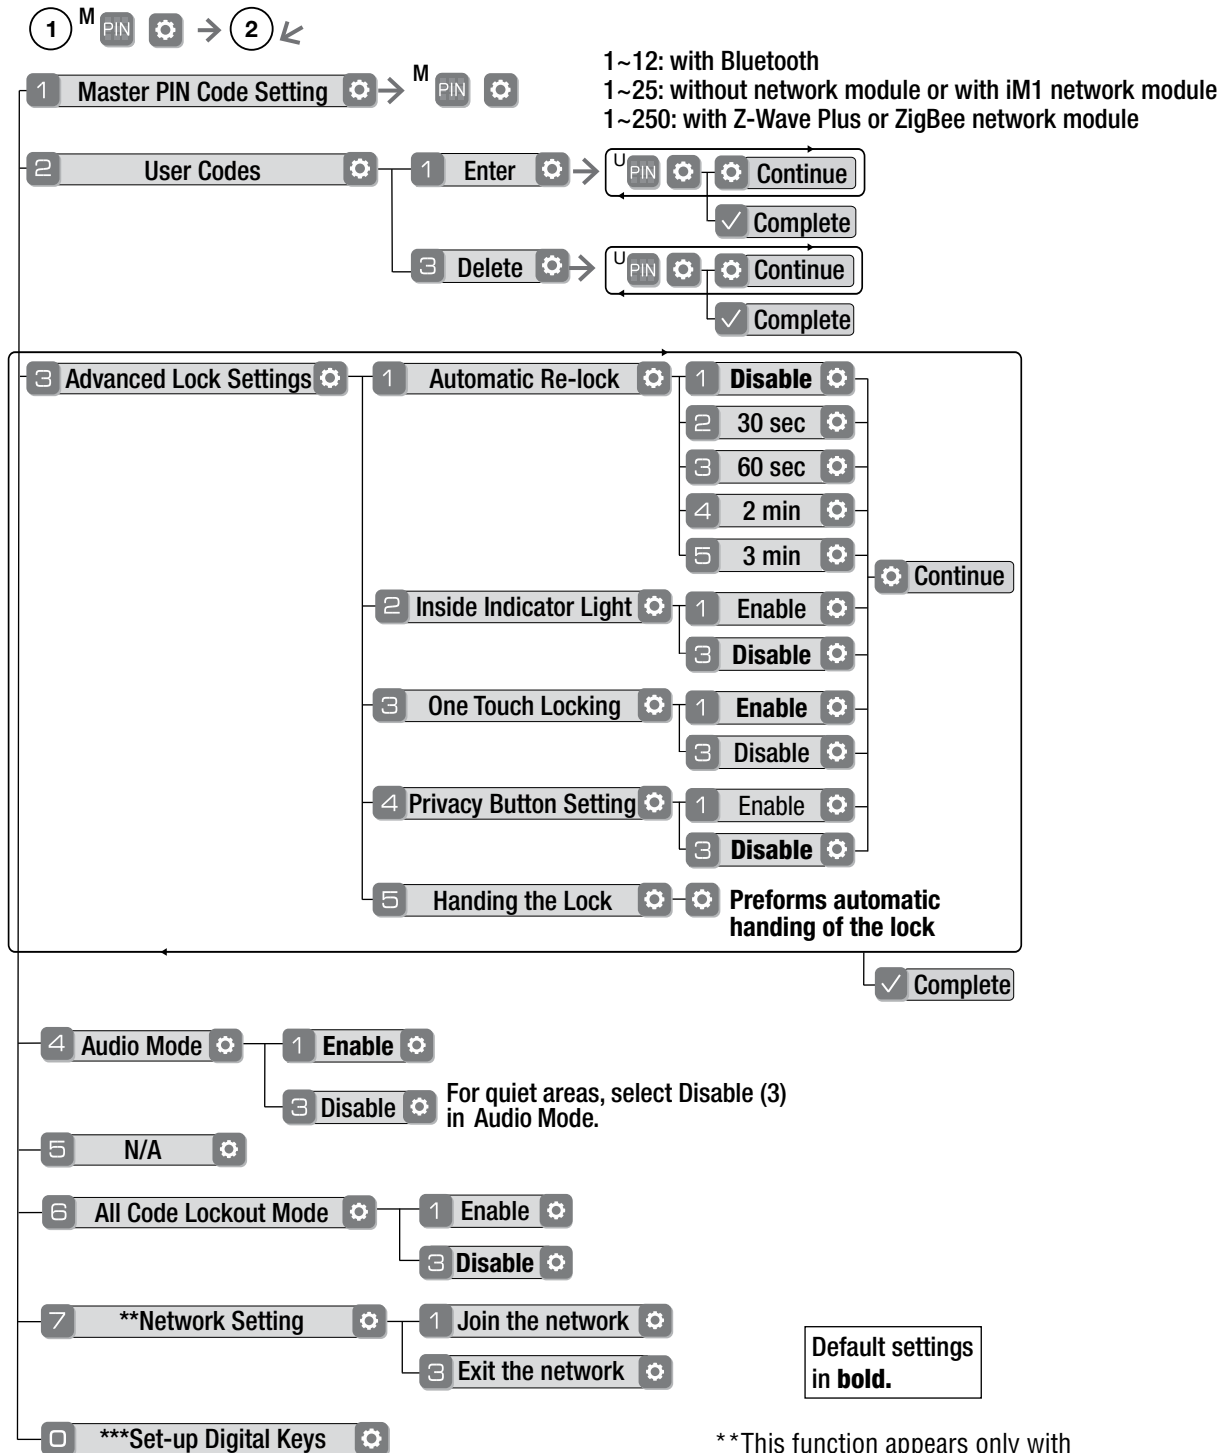 1 M PIN → 2
1 Master PIN Code Setting → M PIN
1~12: with Bluetooth
1~25: without network module or with iM1 network module
1~250: with Z-Wave Plus or ZigBee network module
2 User Codes
1 Enter → U PIN Continue
Complete
3 Delete → U PIN Continue
Complete
3 Advanced Lock Settings
1 Automatic Re-lock
1 Disable
2 30 sec
3 60 sec
4 2 min
5 3 min
Continue
2 Inside Indicator Light
1 Enable
3 Disable
3 One Touch Locking
1 Enable
3 Disable
4 Privacy Button Setting
1 Enable
3 Disable
5 Handing the Lock
Preforms automatic
handing of the lock
Complete
4 Audio Mode
1 Enable
3 Disable
For quiet areas, select Disable (3)
in Audio Mode.
5 N/A
6 All Code Lockout Mode
1 Enable
3 Disable
7 **Network Setting
1 Join the network
3 Exit the network
Default settings
in bold.
0 ***Set-up Digital Keys
**This function appears only with